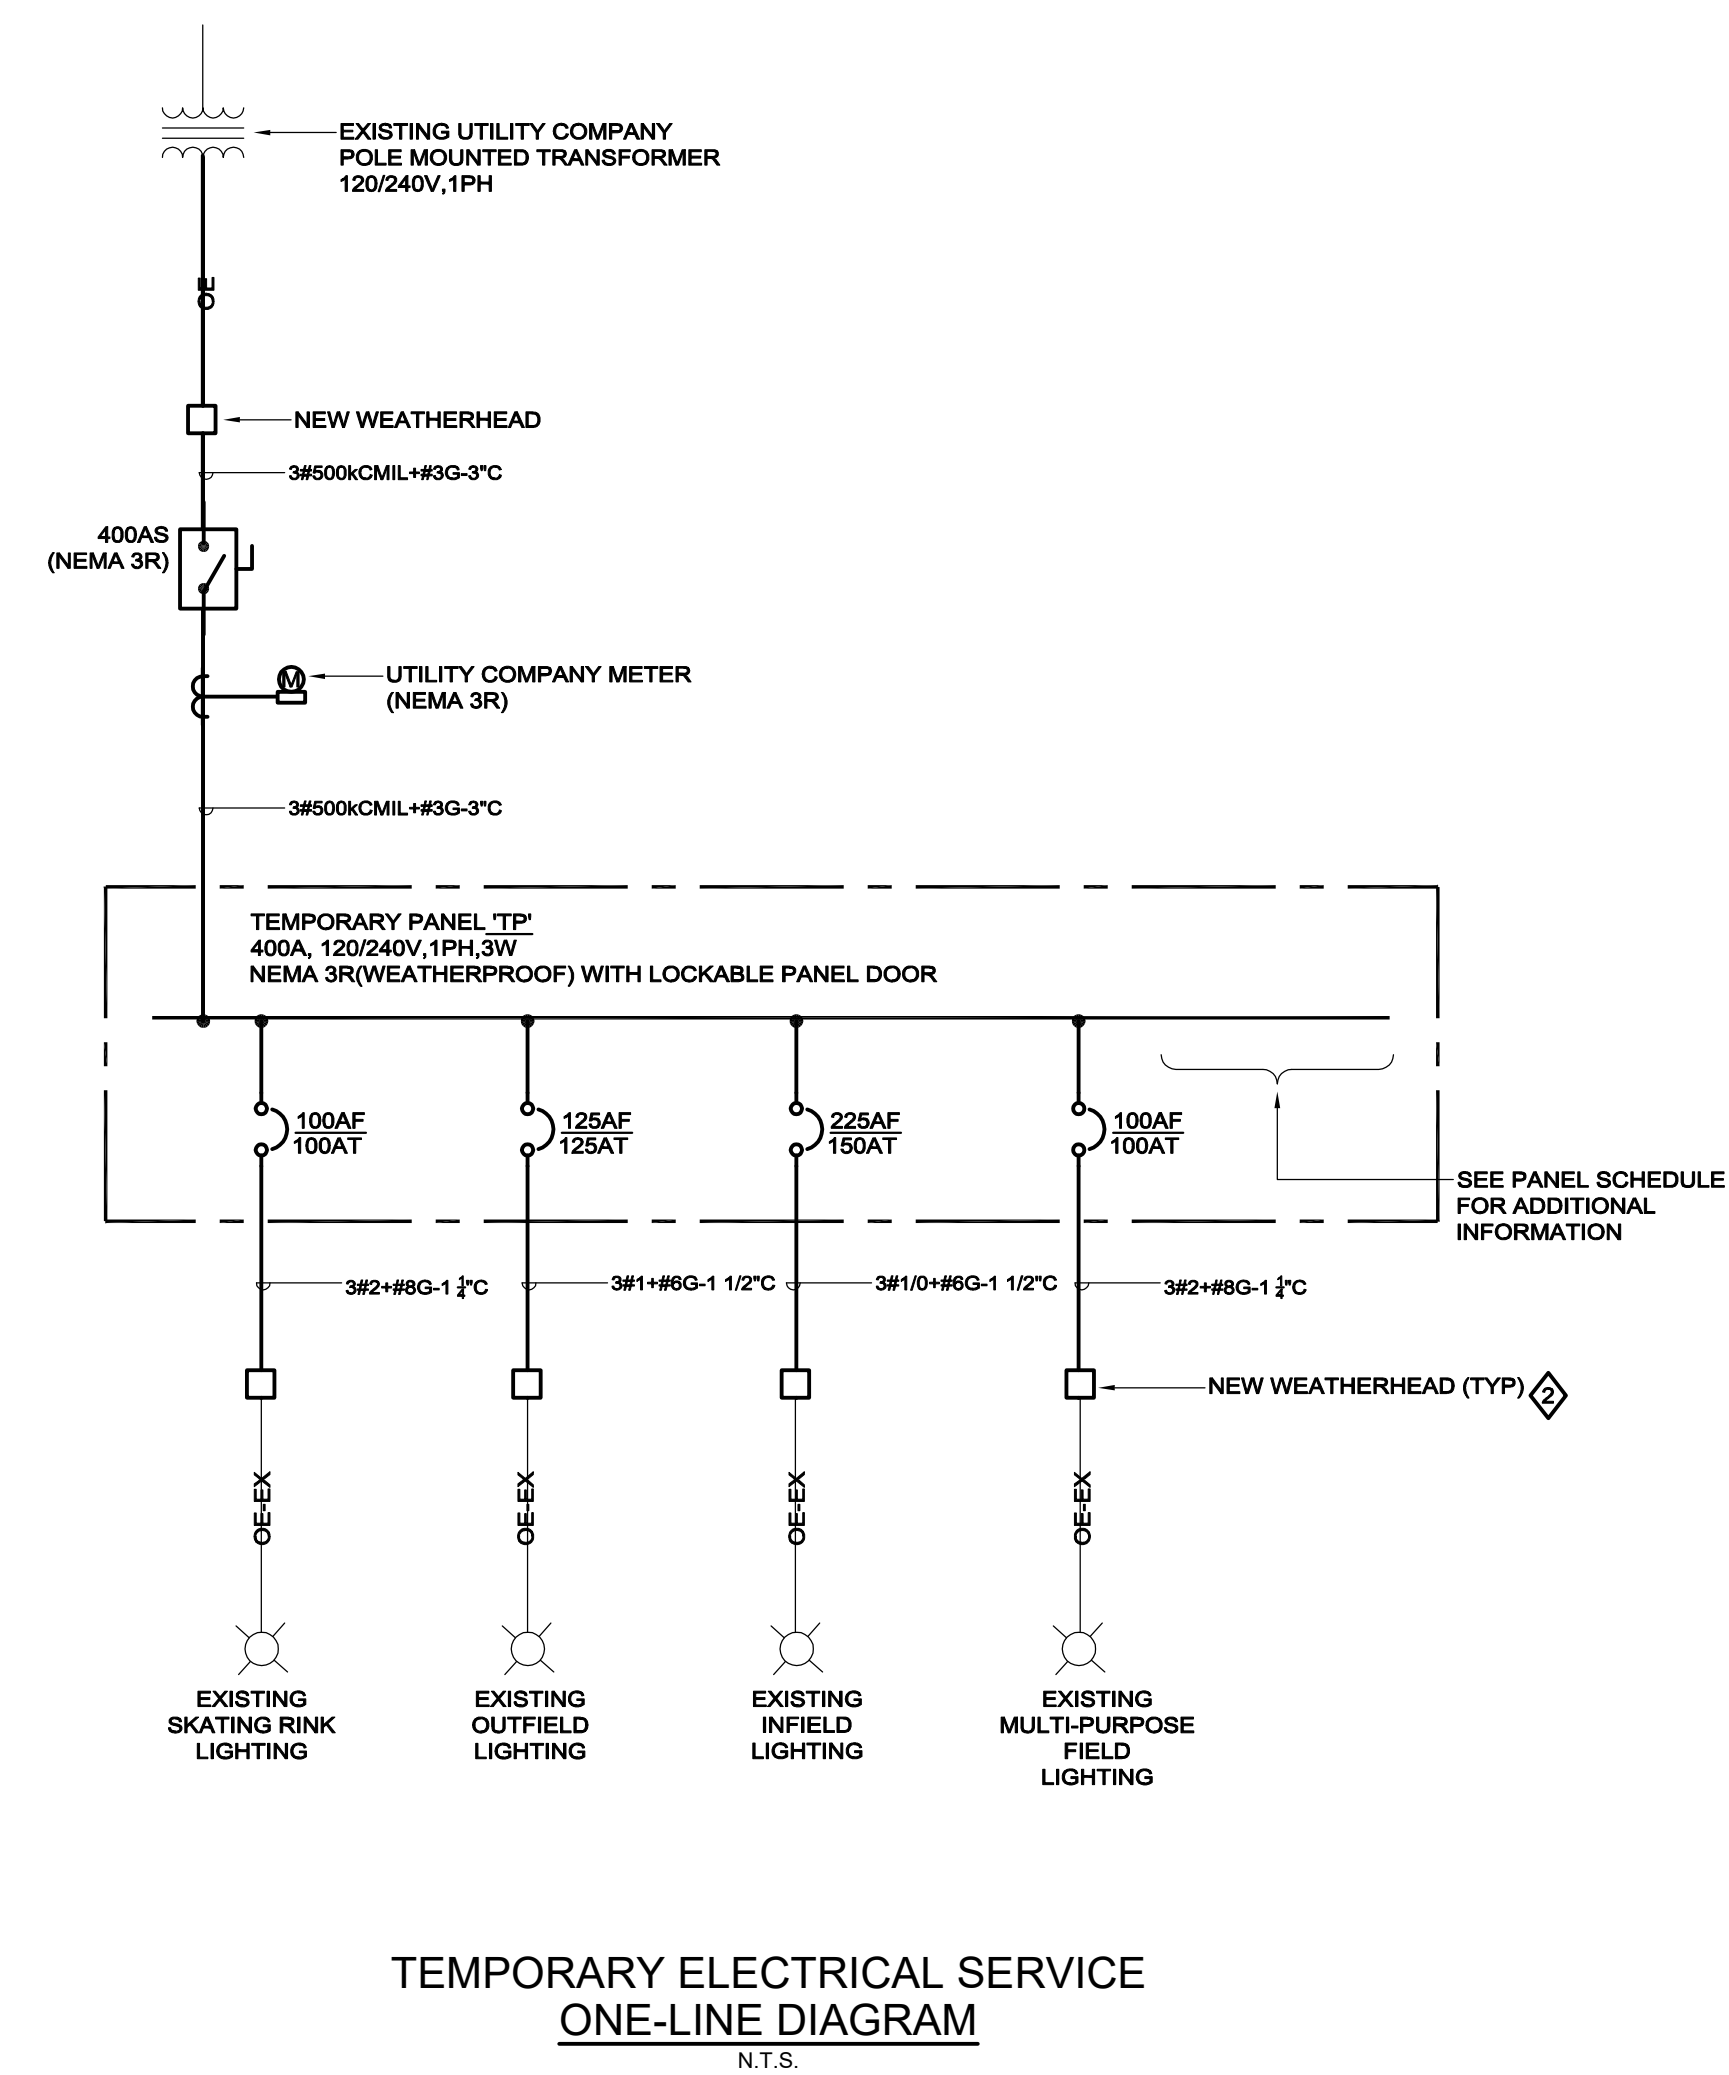 EXISTING UTILITY COMPANY
POLE MOUNTED TRANSFORMER
120/240V,1PH
OE
NEW WEATHERHEAD
3#500kCMIL+#3G-3"C
400AS
(NEMA 3R)
M
UTILITY COMPANY METER
(NEMA 3R)
3#500kCMIL+#3G-3"C
TEMPORARY PANEL 'TP'
400A, 120/240V,1PH,3W
NEMA 3R(WEATHERPROOF) WITH LOCKABLE PANEL DOOR
100AF
100AT
125AF
125AT
225AF
150AT
100AF
100AT
SEE PANEL SCHEDULE
FOR ADDITIONAL
INFORMATION
3#2+#8G-1 1/4"C
3#1+#6G-1 1/2"C
3#1/0+#6G-1 1/2"C
3#2+#8G-1 1/4"C
NEW WEATHERHEAD (TYP)
2
OE-EX
OE-EX
OE-EX
OE-EX
EXISTING
SKATING RINK
LIGHTING
EXISTING
OUTFIELD
LIGHTING
EXISTING
INFIELD
LIGHTING
EXISTING
MULTI-PURPOSE
FIELD
LIGHTING
TEMPORARY ELECTRICAL SERVICE
ONE-LINE DIAGRAM
N.T.S.